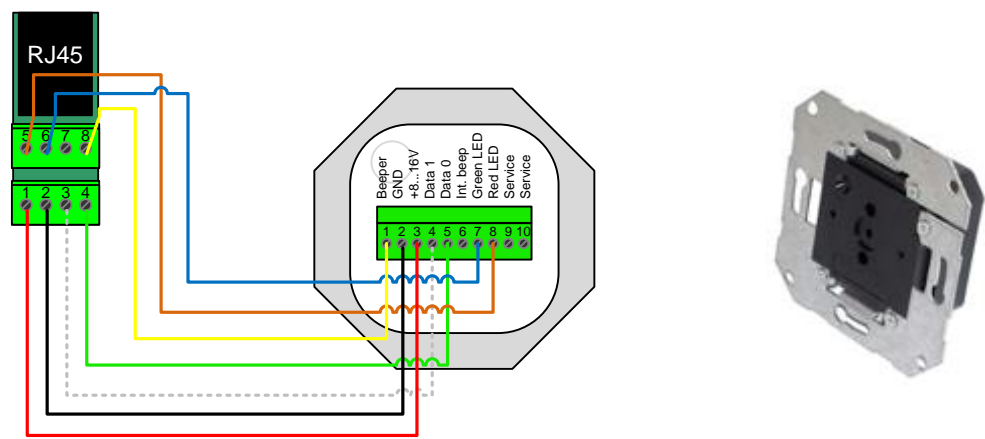 RJ45
5 6 7 8
1 2 3 4
Beeper
GND
+8...16V
Data 1
Data 0
Int. beep
Green LED
Red LED
Service
Service
1 2 3 4 5 6 7 8 9 10